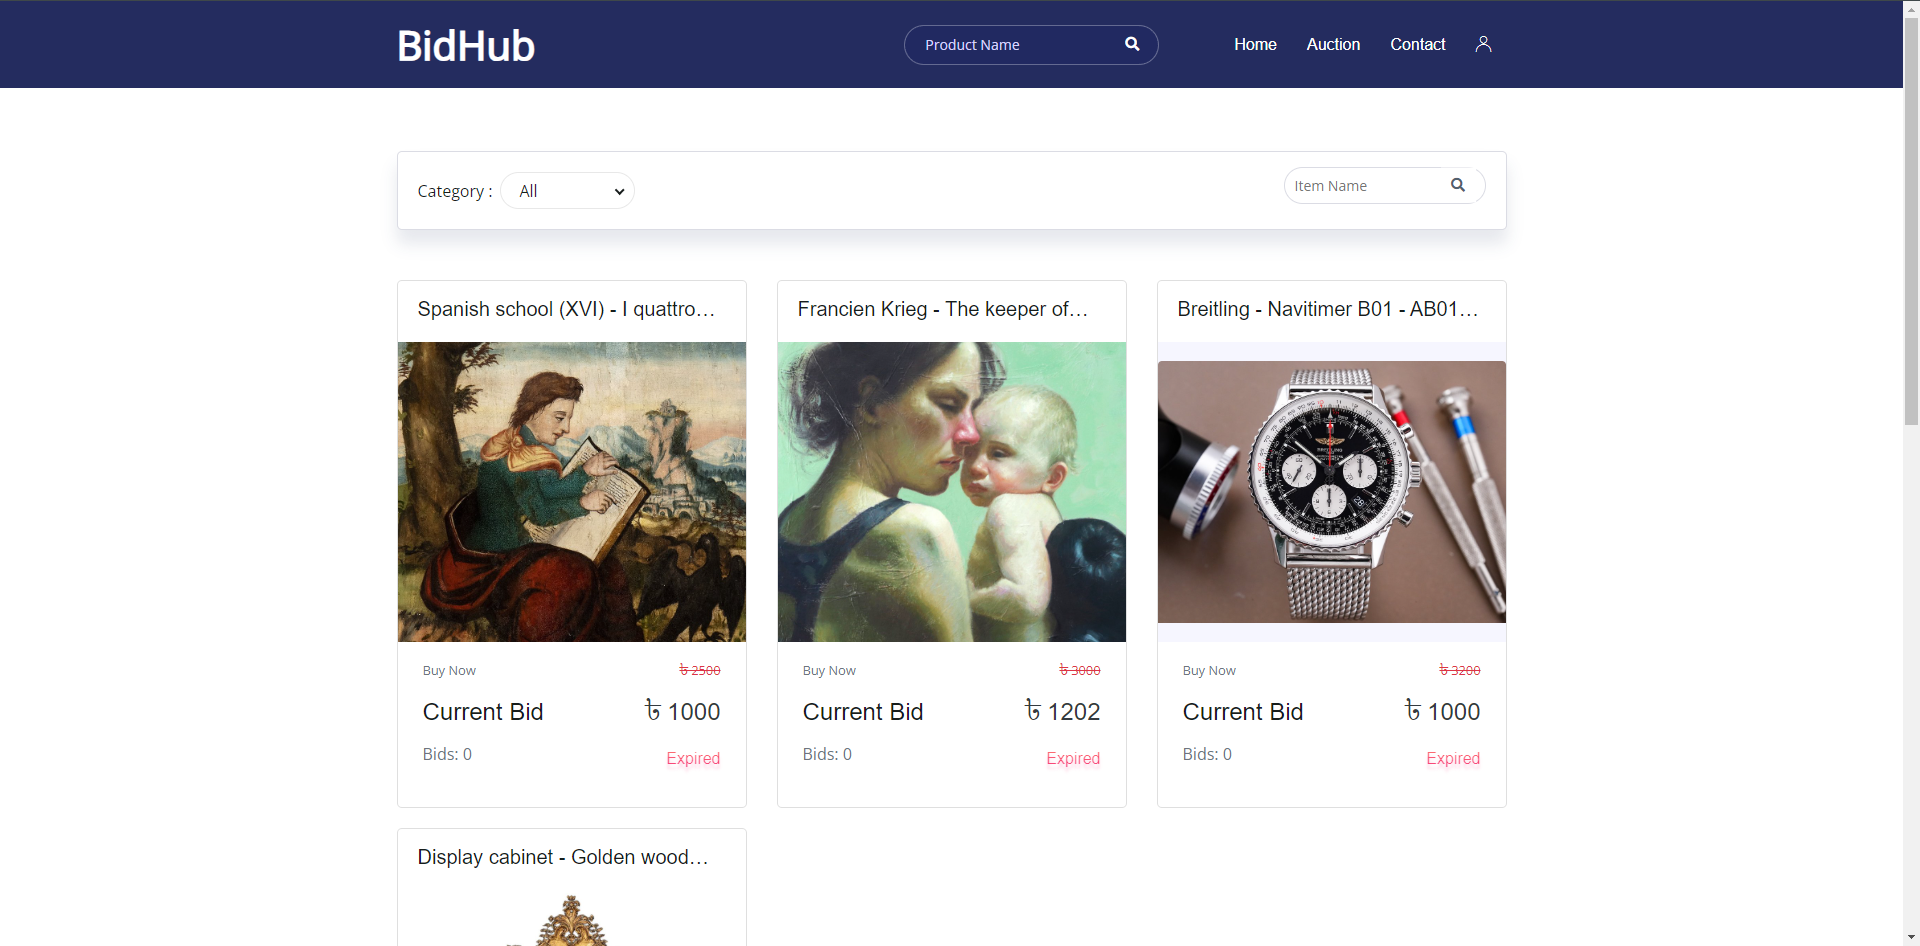 BidHub
Product Name
Home
Auction
Contact
Category :
All
Item Name
Spanish school (XVI) - I quattro...
Francien Krieg - The keeper of...
Breitling - Navitimer B01 - AB01...
Buy Now
৳ 2500
Current Bid
৳ 1000
Bids: 0
Expired
Buy Now
৳ 3000
Current Bid
৳ 1202
Bids: 0
Expired
Buy Now
৳ 3200
Current Bid
৳ 1000
Bids: 0
Expired
Display cabinet - Golden wood...